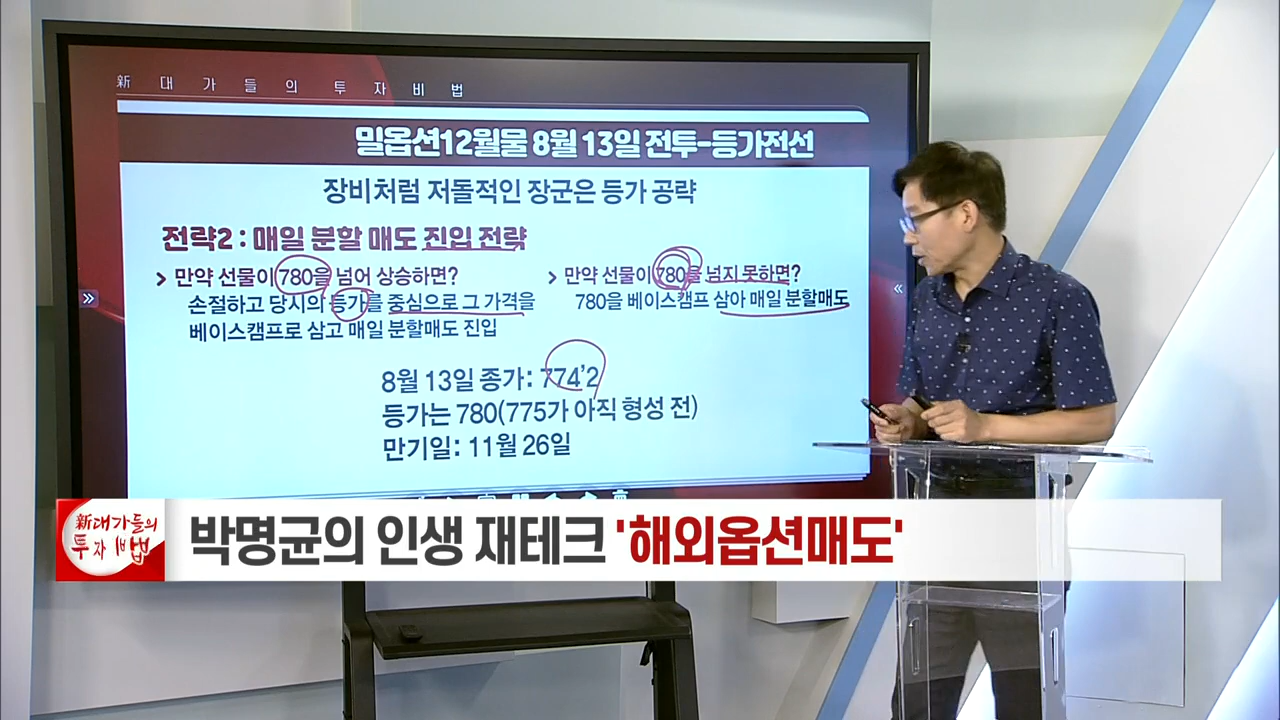 新 대 가 들 의 투 자 비 법
밀옵션12월물 8월 13일 전투-등가전선
장비처럼 저돌적인 장군은 등가 공략
전략2 : 매일 분할 매도 진입 전략
› 만약 선물이 780을 넘어 상승하면?
손절하고 당시의 등가를 중심으로 그 가격을
베이스캠프로 삼고 매일 분할매도 진입
› 만약 선물이 780을 넘지 못하면?
780을 베이스캠프 삼아 매일 분할매도
8월 13일 종가: 774'2
등가는 780(775가 아직 형성 전)
만기일: 11월 26일
新대가들의
투자비법
박명균의 인생 재테크 '해외옵션매도'